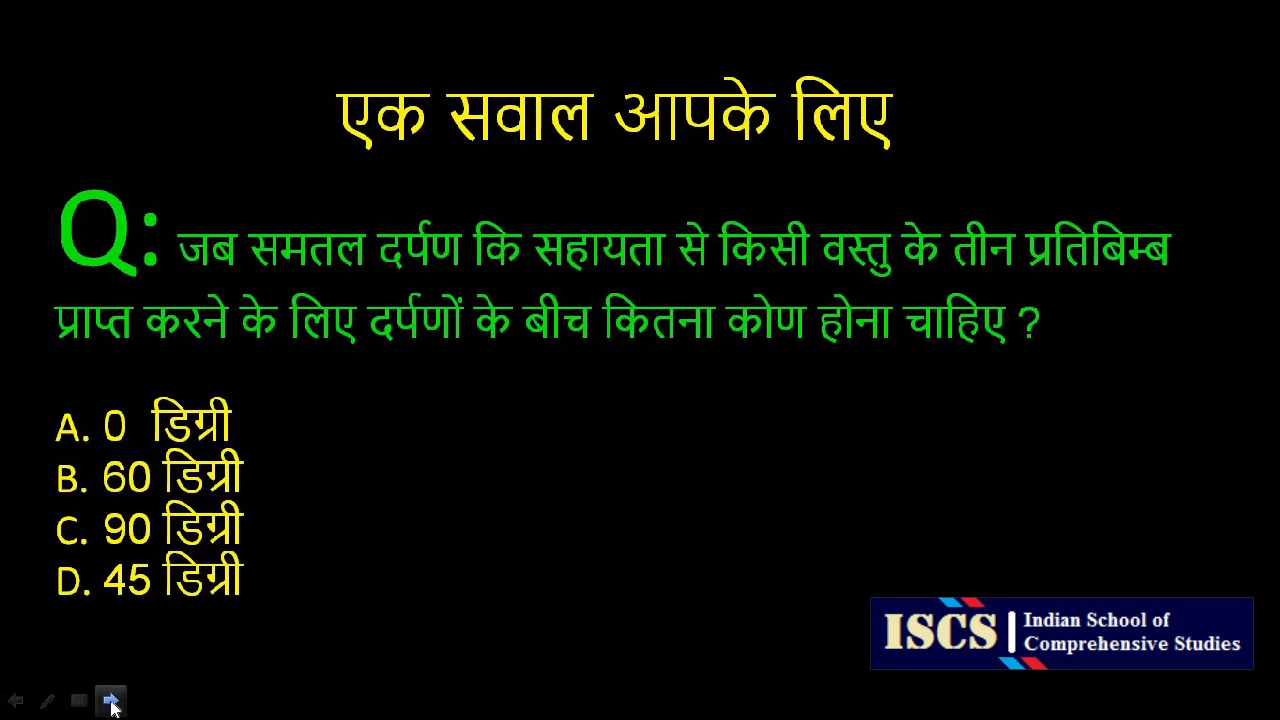 एक सवाल आपके लिए
Q: जब समतल दर्पण कि सहायता से किसी वस्तु के तीन प्रतिबिम्ब
प्राप्त करने के लिए दर्पणों के बीच कितना कोण होना चाहिए ?
A. 0 डिग्री
B. 60 डिग्री
C. 90 डिग्री
D. 45 डिग्री
ISCS
Indian School of
Comprehensive Studies